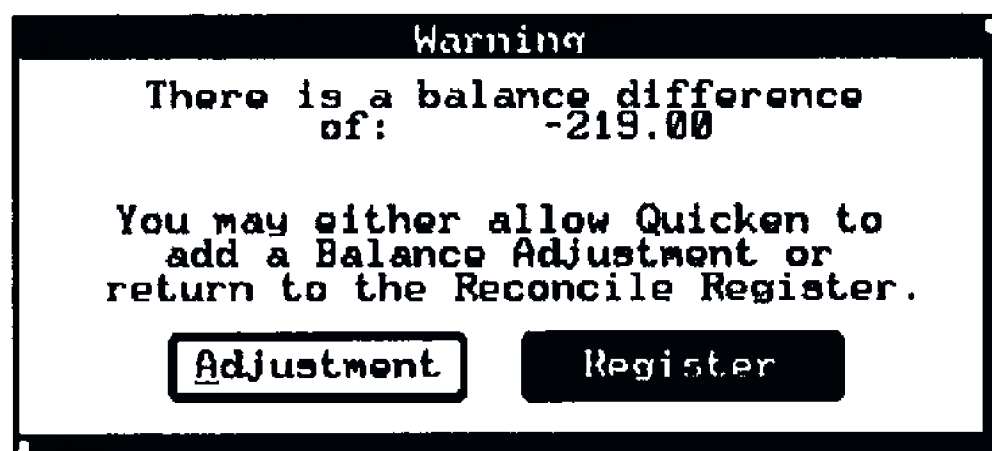 Warning
There is a balance difference
of: -219.00
You may either allow Quicken to
add a Balance Adjustment or
return to the Reconcile Register.
Adjustment Register